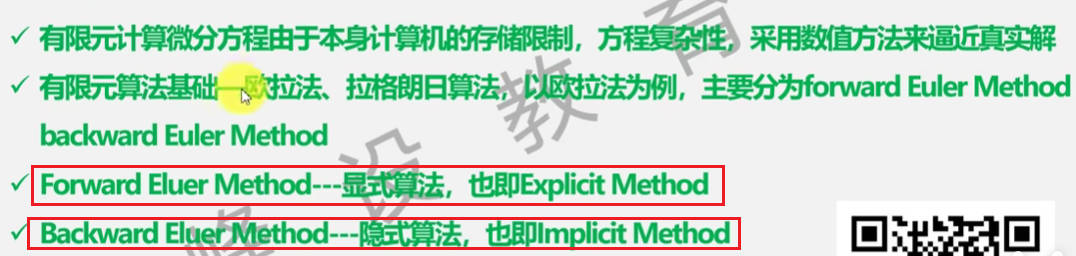 ✓ 有限元计算微分方程由于本身计算机的存储限制，方程复杂性，采用数值方法来逼近真实解
✓ 有限元算法基础—欧拉法、拉格朗日算法，以欧拉法为例，主要分为forward Euler Method
backward Euler Method
✓ Forward Eluer Method---显式算法，也即Explicit Method
✓ Backward Eluer Method---隐式算法，也即Implicit Method
峰设教育